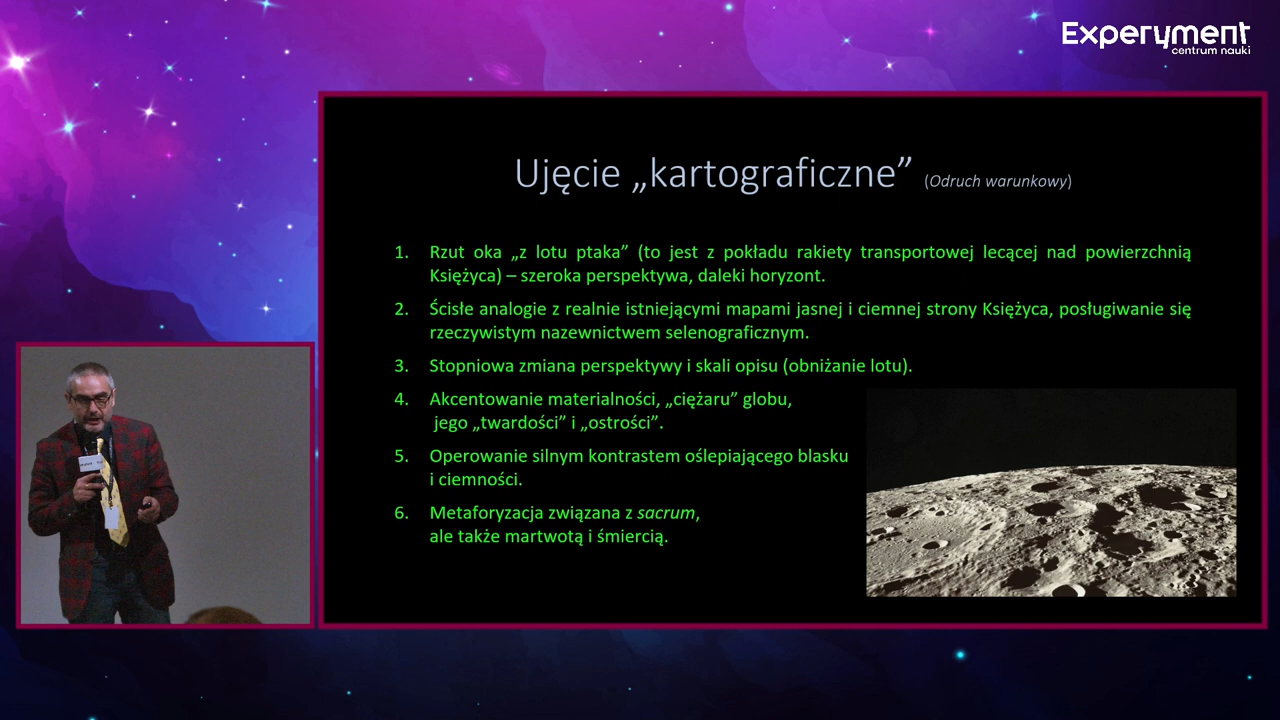 Experyment
centrum nauki
Ujęcie „kartograficzne” (Odruch warunkowy)
1. Rzut oka „z lotu ptaka” (to jest z pokładu rakiety transportowej lecącej nad powierzchnią
Księżyca) – szeroka perspektywa, daleki horyzont.
2. Ścisłe analogie z realnie istniejącymi mapami jasnej i ciemnej strony Księżyca, posługiwanie się
rzeczywistym nazewnictwem selenograficznym.
3. Stopniowa zmiana perspektywy i skali opisu (obniżanie lotu).
4. Akcentowanie materialności, „ciężaru” globu,
jego „twardości” i „ostrości”.
5. Operowanie silnym kontrastem oślepiającego blasku
i ciemności.
6. Metaforyzacja związana z sacrum,
ale także martwotą i śmiercią.